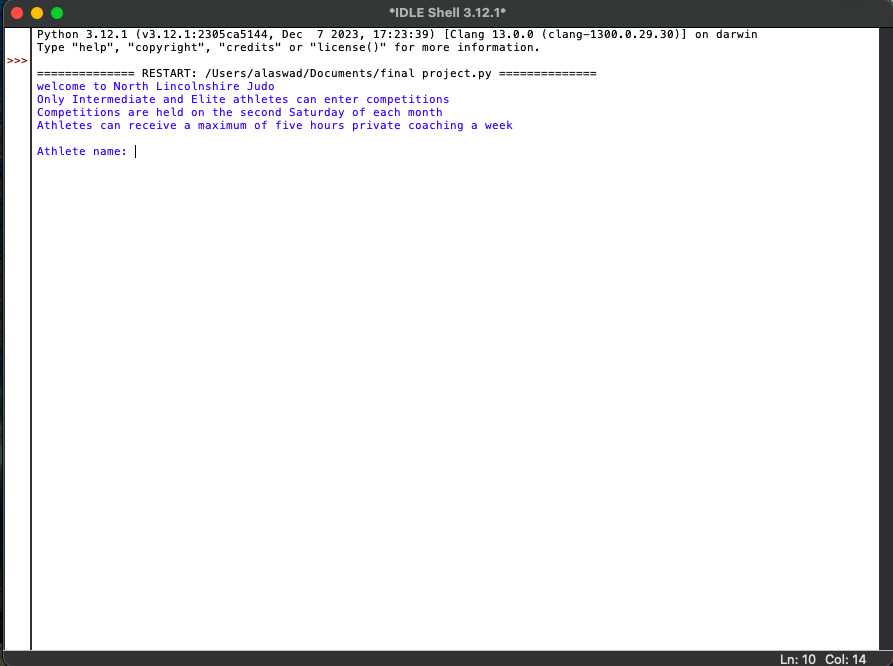 *IDLE Shell 3.12.1*
Python 3.12.1 (v3.12.1:2305ca5144, Dec  7 2023, 17:23:39) [Clang 13.0.0 (clang-1300.0.29.30)] on darwin
Type "help", "copyright", "credits" or "license()" for more information.
>>>
============== RESTART: /Users/alaswad/Documents/final project.py ==============
welcome to North Lincolnshire Judo
Only Intermediate and Elite athletes can enter competitions
Competitions are held on the second Saturday of each month
Athletes can receive a maximum of five hours private coaching a week
Athlete name:
Ln: 10  Col: 14